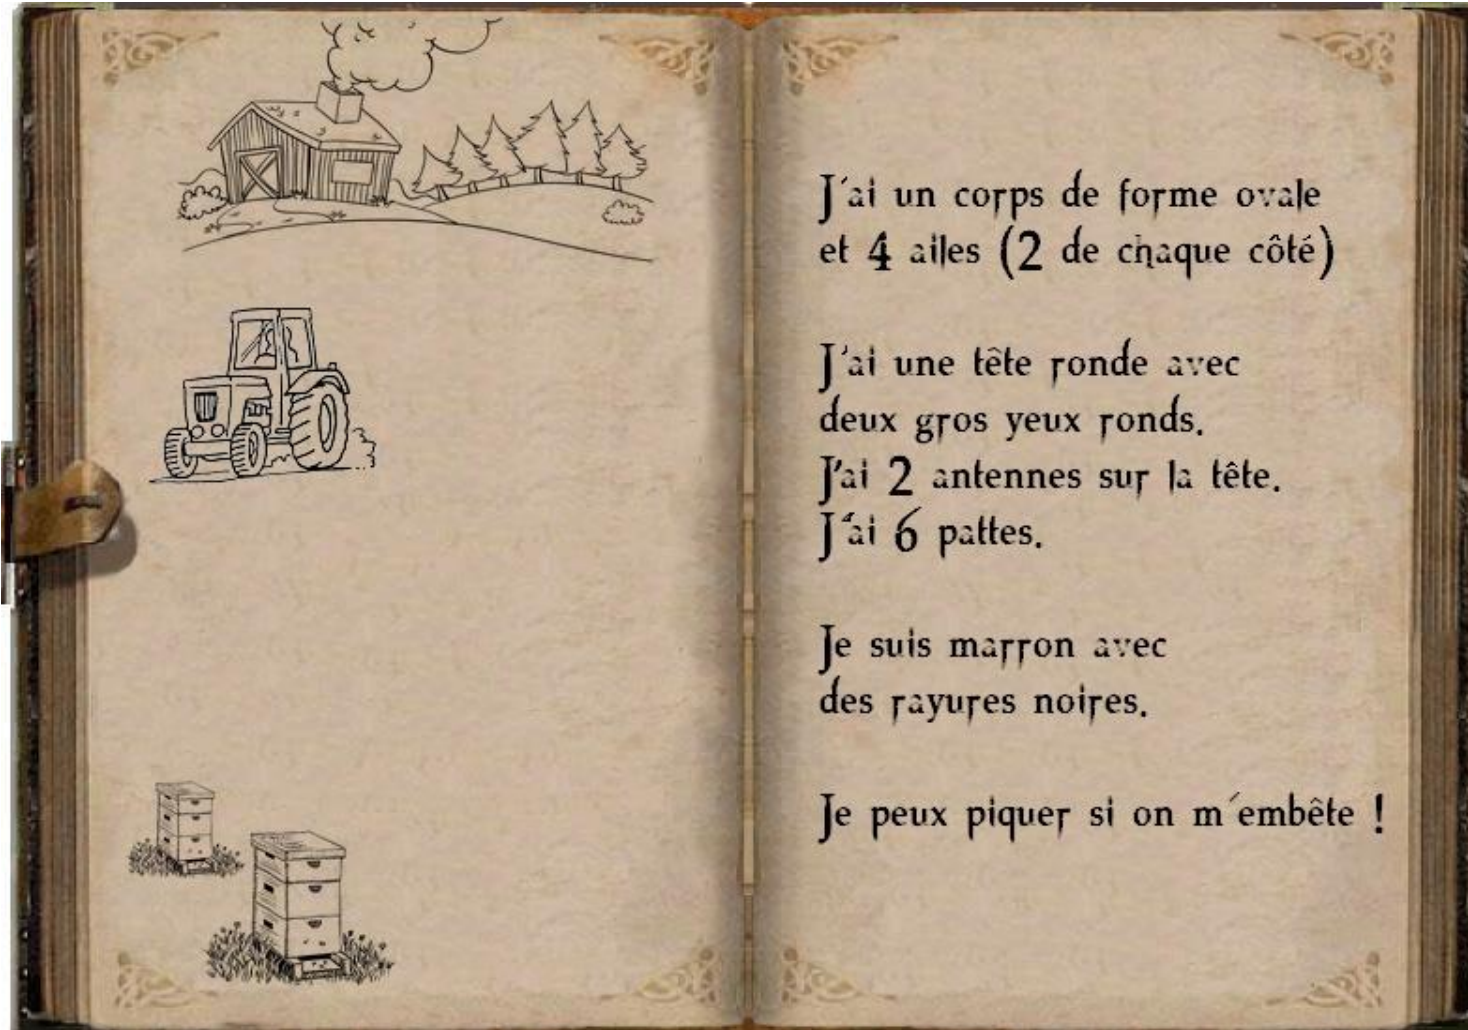 J'ai un corps de forme ovale
et 4 ailes (2 de chaque côté)
J'ai une tête ronde avec
deux gros yeux ronds.
J'ai 2 antennes sur la tête.
J'ai 6 pattes.
Je suis marron avec
des rayures noires.
Je peux piquer si on m'embête !